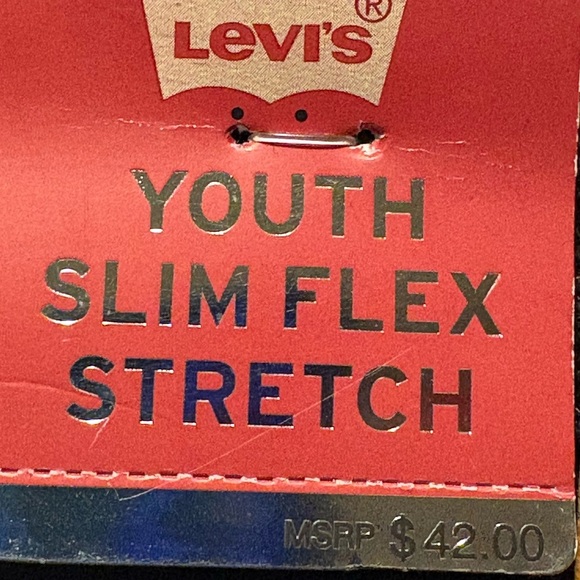 Levi's ®
YOUTH
SLIM FLEX
STRETCH
MSRP $42.00